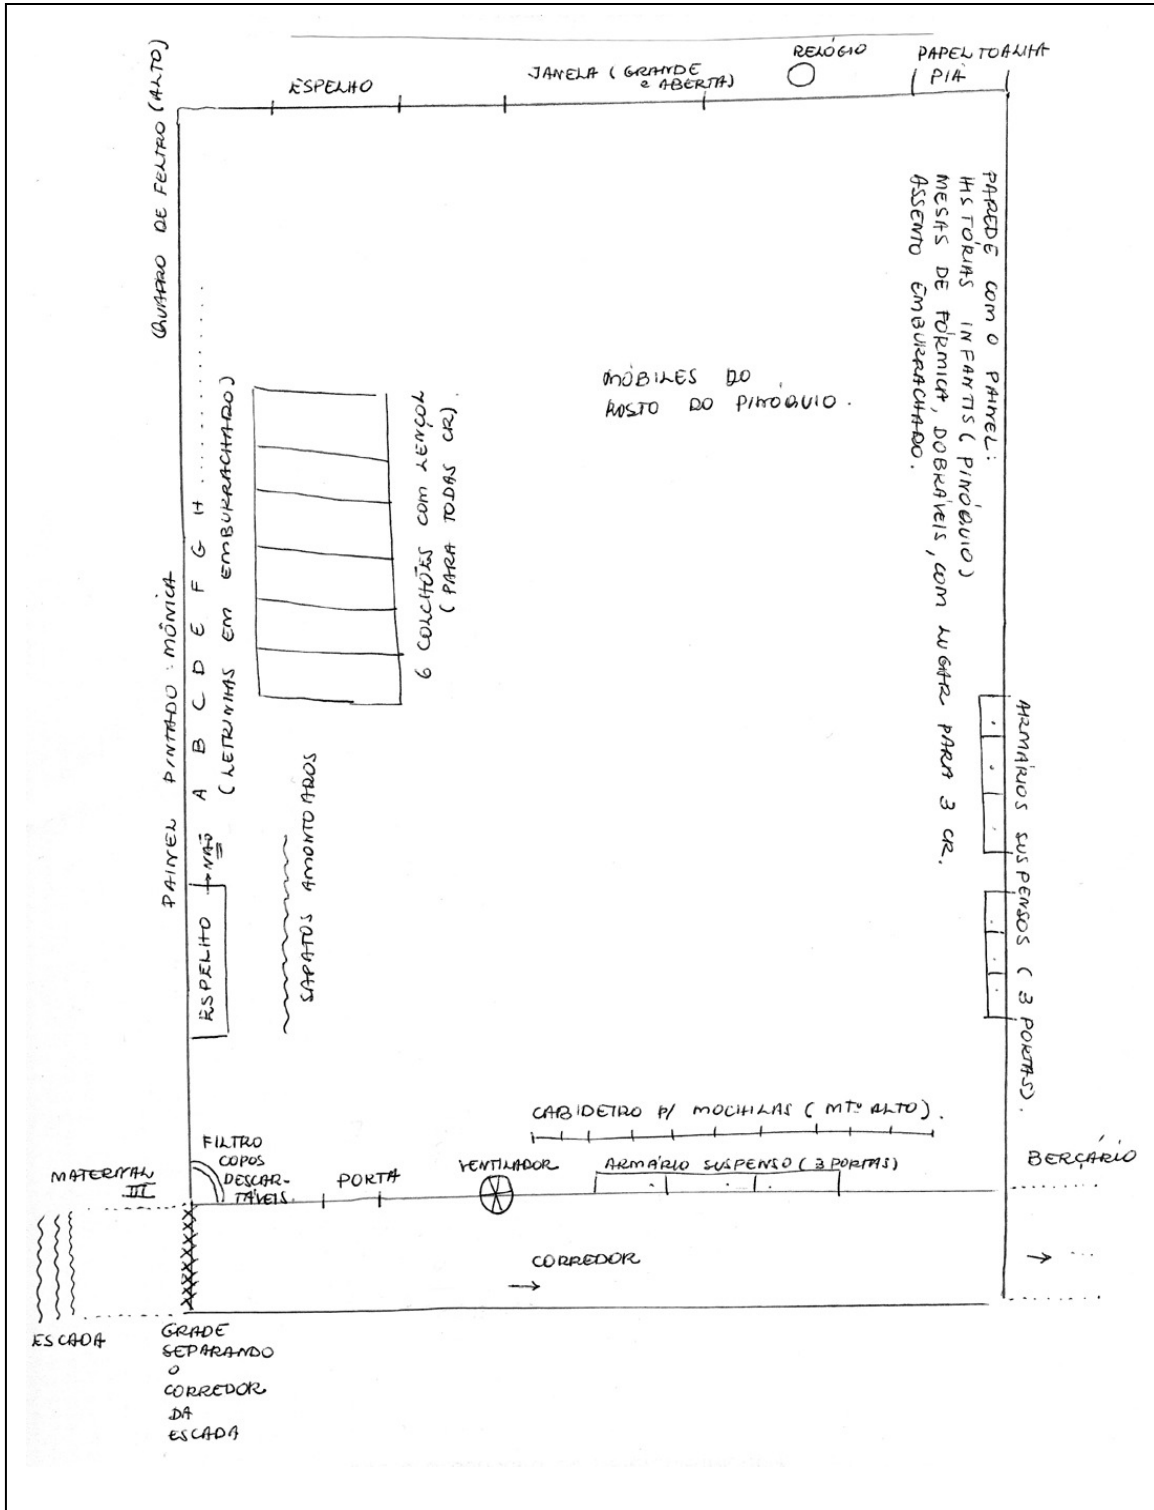 ESPELHO
JANELA (GRANDE
e ABERTA)
RELÓGIO
PAPEL TOALHA
PIA
QUADRO DE FELTRO (ALTO)
PAINEL PINTADO: MÔNICA
A B C D E F G H ..............
(LETRINHAS EM EMBURRACHADO)
ESPELHO → NÃO
6 COLCHÕES COM LENÇOL
(PARA TODAS CR).
SAPATOS AMONTOADOS
MÓBILES DO
ROSTO DO PINÓQUIO.
PAREDE COM O PAINEL:
HISTÓRIAS INFANTIS (PINÓQUIO)
MESAS DE FÓRMICA, DOBRÁVEIS, COM LUGAR PARA 3 CR.
ASSENTO EMBURRACHADO.
ARMÁRIOS SUSPENSOS (3 PORTAS).
CABIDEIRO P/ MOCHILAS (MTº ALTO).
FILTRO
COPOS
DESCAR-
TÁVEIS.
PORTA
VENTILADOR
ARMÁRIO SUSPENSO (3 PORTAS)
BERÇÁRIO
MATERNAL
III
CORREDOR
→
→ ...
ESCADA
GRADE
SEPARANDO
O
CORREDOR
DA
ESCADA